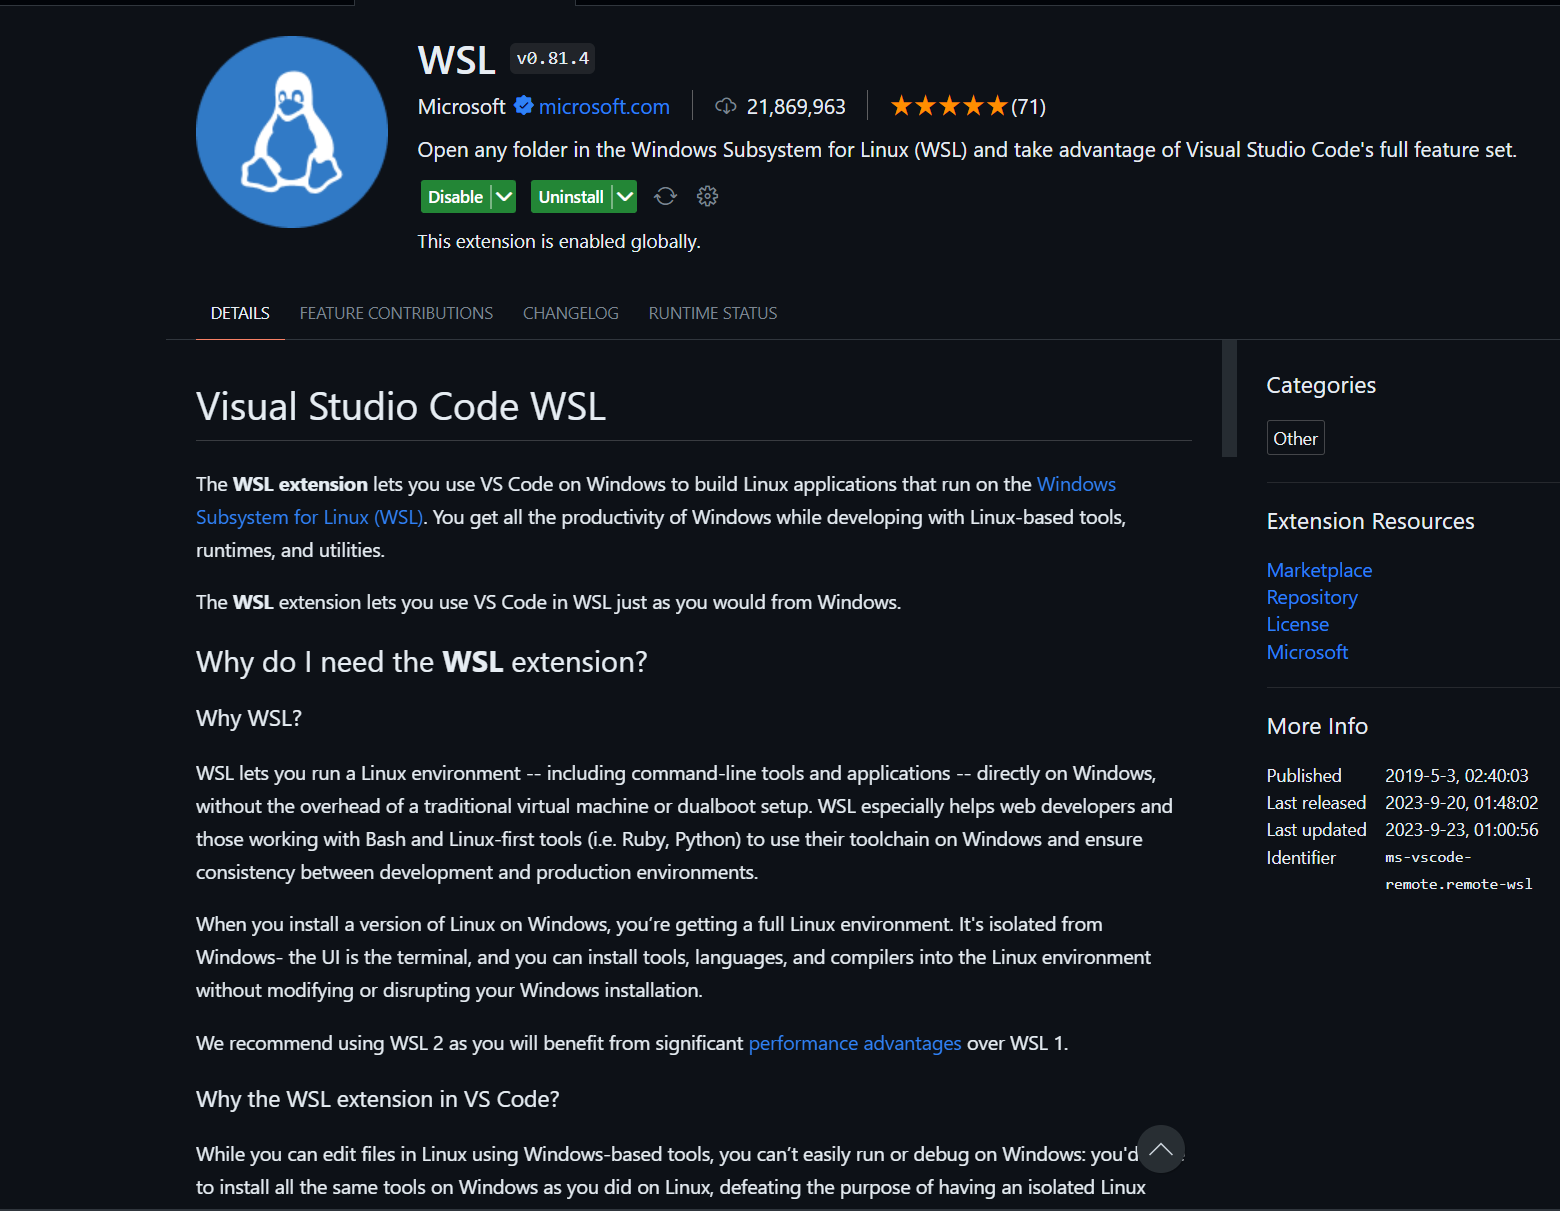 WSL v0.81.4
Microsoft microsoft.com 21,869,963 (71)
Open any folder in the Windows Subsystem for Linux (WSL) and take advantage of Visual Studio Code's full feature set.
Disable Uninstall
This extension is enabled globally.
DETAILS FEATURE CONTRIBUTIONS CHANGELOG RUNTIME STATUS
Visual Studio Code WSL
The WSL extension lets you use VS Code on Windows to build Linux applications that run on the Windows
Subsystem for Linux (WSL). You get all the productivity of Windows while developing with Linux-based tools,
runtimes, and utilities.
The WSL extension lets you use VS Code in WSL just as you would from Windows.
Why do I need the WSL extension?
Why WSL?
WSL lets you run a Linux environment -- including command-line tools and applications -- directly on Windows,
without the overhead of a traditional virtual machine or dualboot setup. WSL especially helps web developers and
those working with Bash and Linux-first tools (i.e. Ruby, Python) to use their toolchain on Windows and ensure
consistency between development and production environments.
When you install a version of Linux on Windows, you’re getting a full Linux environment. It's isolated from
Windows- the UI is the terminal, and you can install tools, languages, and compilers into the Linux environment
without modifying or disrupting your Windows installation.
We recommend using WSL 2 as you will benefit from significant performance advantages over WSL 1.
Why the WSL extension in VS Code?
While you can edit files in Linux using Windows-based tools, you can’t easily run or debug on Windows: you'd
to install all the same tools on Windows as you did on Linux, defeating the purpose of having an isolated Linux
Categories
Other
Extension Resources
Marketplace
Repository
License
Microsoft
More Info
Published 2019-5-3, 02:40:03
Last released 2023-9-20, 01:48:02
Last updated 2023-9-23, 01:00:56
Identifier ms-vscode-
remote.remote-wsl